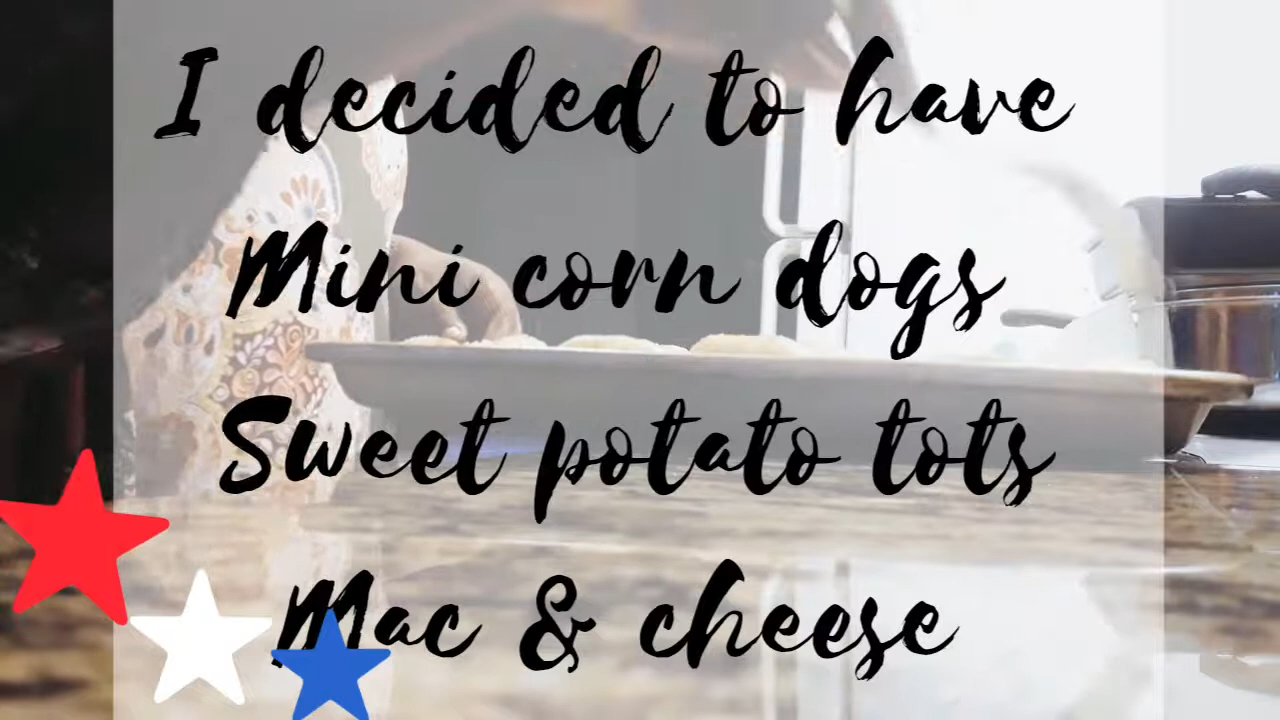 I decided to have
Mini corn dogs
Sweet potato tots
Mac & cheese